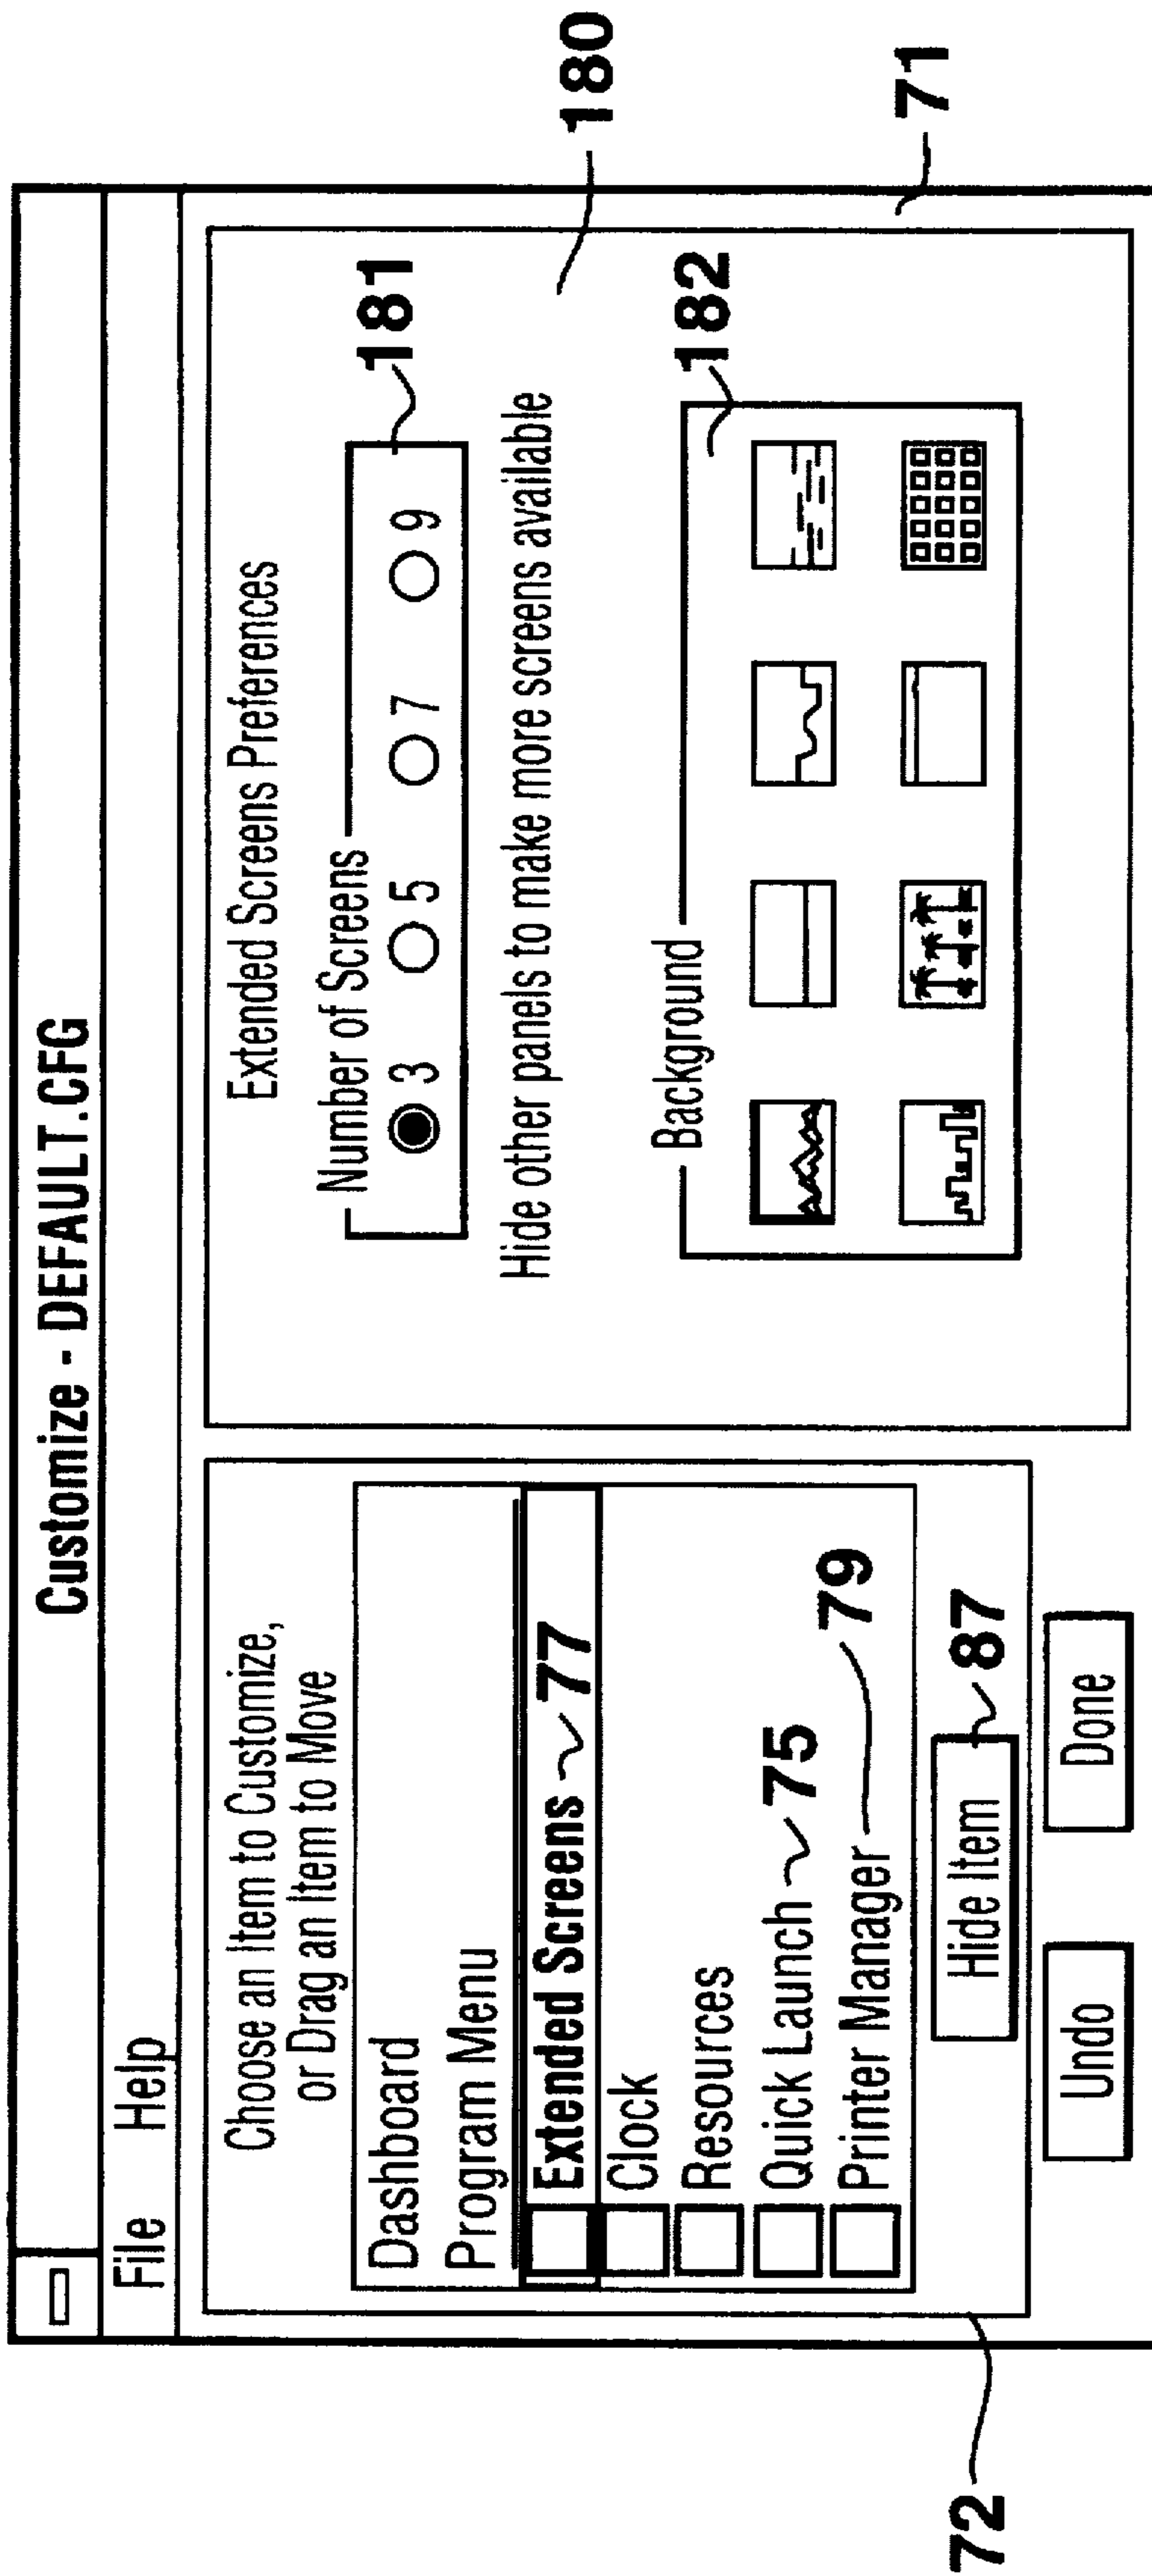 Customize - DEFAULT.CFG
File Help
Choose an Item to Customize,
or Drag an Item to Move
Dashboard
Program Menu
Extended Screens 77
Clock
Resources
Quick Launch 75
Printer Manager 79
Hide Item 87
Undo Done
72
Extended Screens Preferences
Number of Screens
181
3 5 7 9
Hide other panels to make more screens available
180
Background
182
71